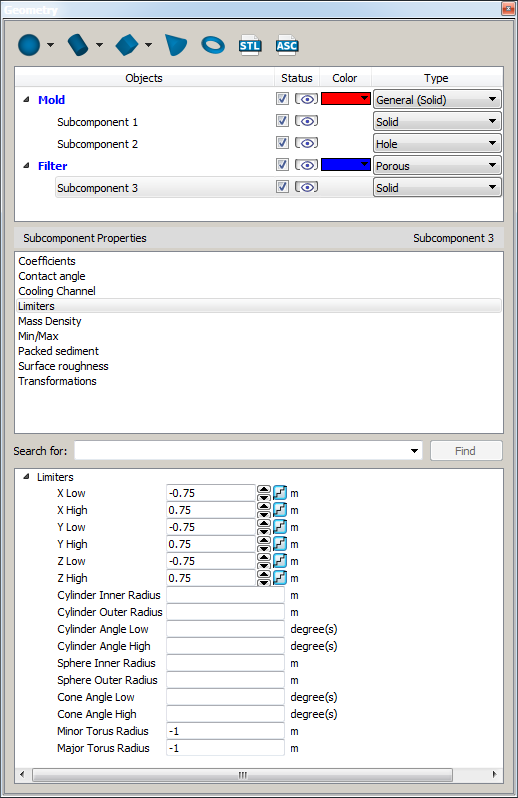 Geometry
STL ASC
Objects Status Color Type
Mold General (Solid)
Subcomponent 1 Solid
Subcomponent 2 Hole
Filter Porous
Subcomponent 3 Solid
Subcomponent Properties Subcomponent 3
Coefficients
Contact angle
Cooling Channel
Limiters
Mass Density
Min/Max
Packed sediment
Surface roughness
Transformations
Search for: Find
Limiters
X Low -0.75 m
X High 0.75 m
Y Low -0.75 m
Y High 0.75 m
Z Low -0.75 m
Z High 0.75 m
Cylinder Inner Radius m
Cylinder Outer Radius m
Cylinder Angle Low degree(s)
Cylinder Angle High degree(s)
Sphere Inner Radius m
Sphere Outer Radius m
Cone Angle Low degree(s)
Cone Angle High degree(s)
Minor Torus Radius -1 m
Major Torus Radius -1 m